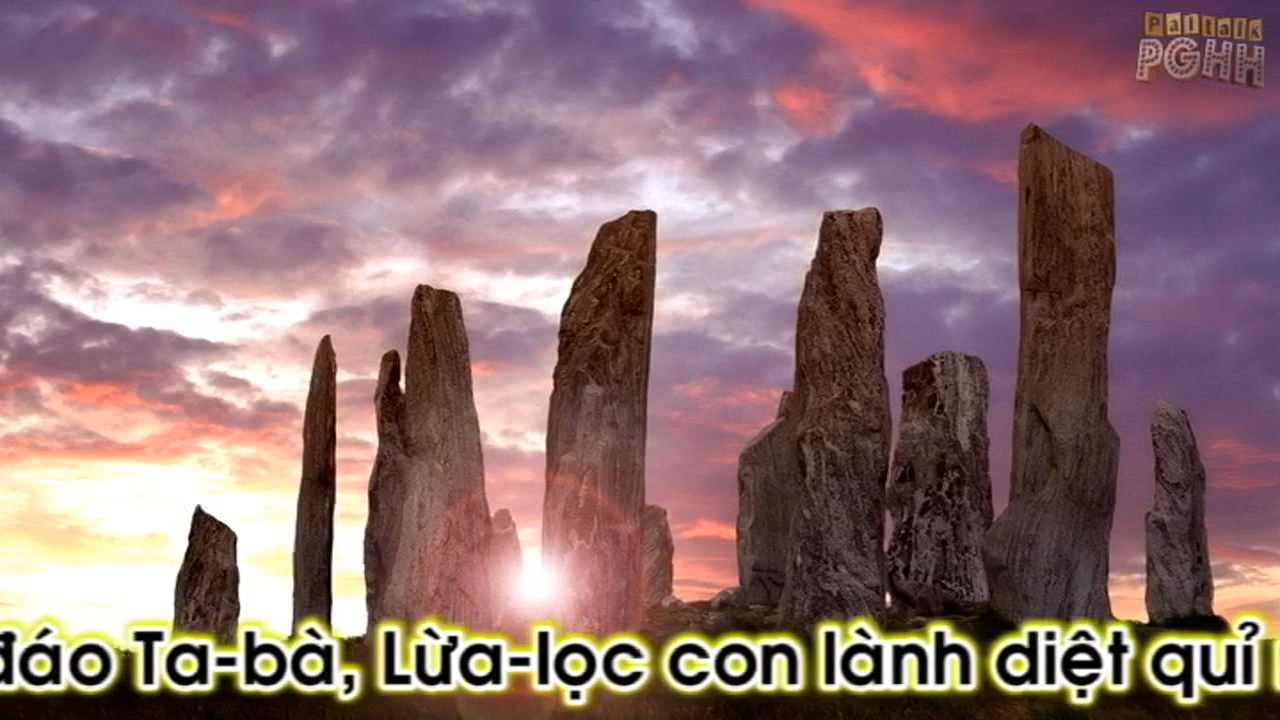 Paltalk
PGHH
đáo Ta-bà, Lừa-lọc con lành diệt quỉ